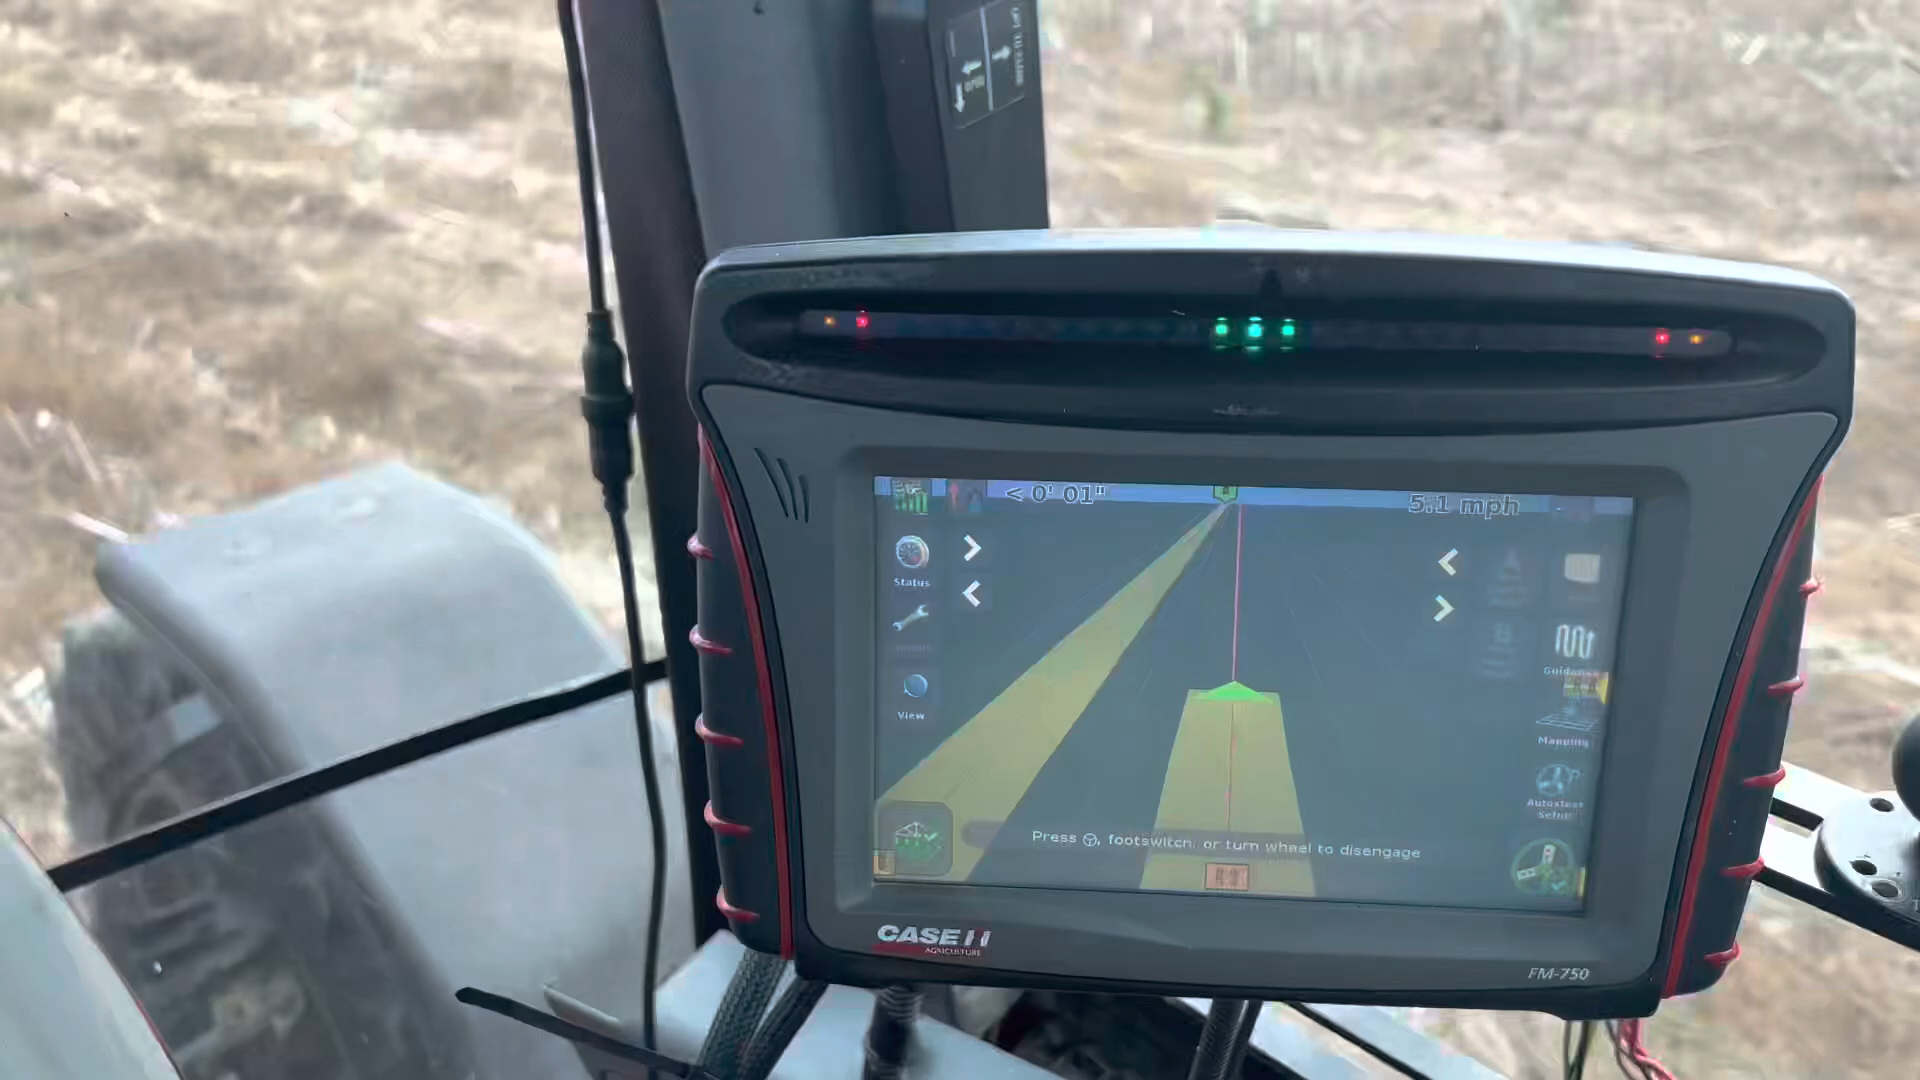 < 0' 01"
5.1 mph
Status
View
Guidance
Mapping
Autosteer
Setup
Press , footswitch, or turn wheel to disengage
CASE IH
AGRICULTURE
FM-750